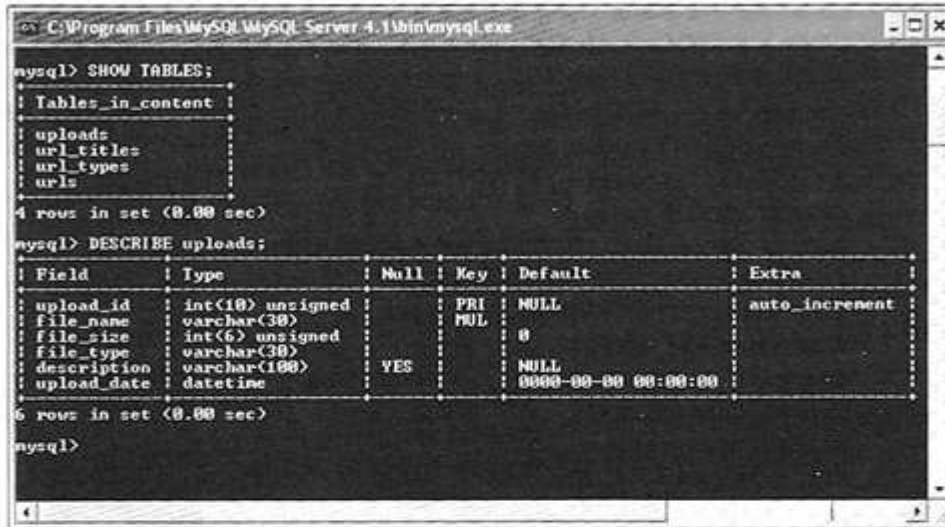 C:\Program Files\MySQL\MySQL Server 4.1\bin\mysql.exe
mysql> SHOW TABLES;
| Tables_in_content |
| uploads |
| url_titles |
| url_types |
| urls |
4 rows in set (0.00 sec)
mysql> DESCRIBE uploads;
| Field | Type | Null | Key | Default | Extra |
| upload_id | int(10) unsigned | | PRI | NULL | auto_increment |
| file_name | varchar(30) | | MUL | | |
| file_size | int(6) unsigned | | | 0 | |
| file_type | varchar(30) | | | | |
| description | varchar(100) | YES | | NULL | |
| upload_date | datetime | | | 0000-00-00 00:00:00 | |
6 rows in set (0.00 sec)
mysql>